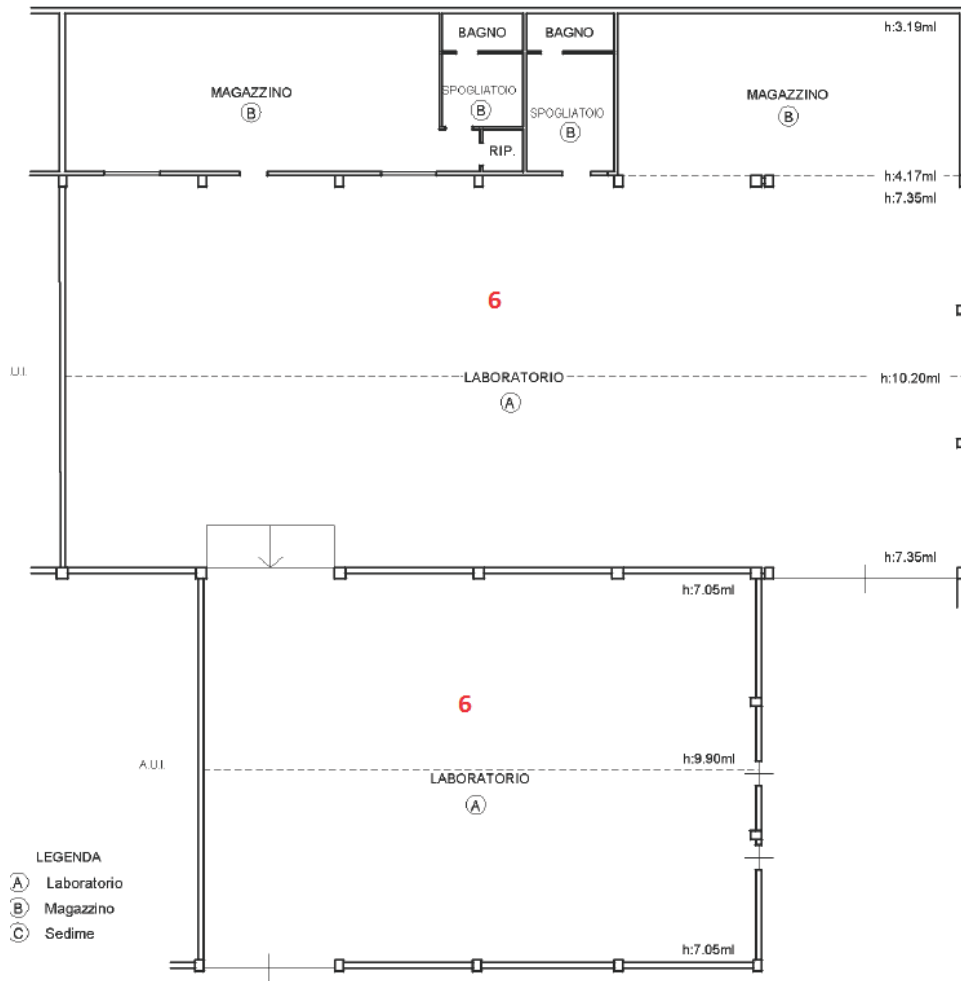 BAGNO
BAGNO
h:3.19ml
MAGAZZINO
B
SPOGLIATOIO
B
SPOGLIATOIO
B
MAGAZZINO
B
RIP.
h:4.17ml
h:7.35ml
6
U.I.
LABORATORIO
A
h:10.20ml
h:7.35ml
h:7.05ml
6
A.U.I.
h:9.90ml
LABORATORIO
A
LEGENDA
A Laboratorio
B Magazzino
C Sedime
h:7.05ml